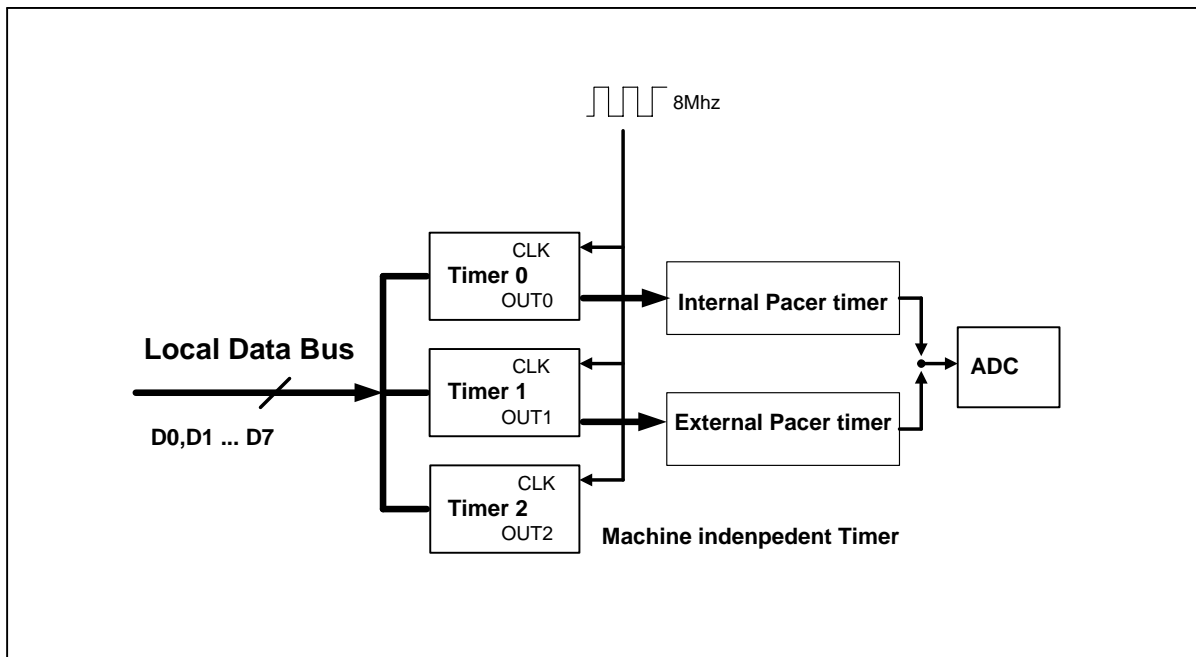 8Mhz
CLK
Timer 0
OUT0
Internal Pacer timer
Local Data Bus
D0,D1 ... D7
CLK
Timer 1
OUT1
External Pacer timer
ADC
CLK
Timer 2
OUT2
Machine indenpedent Timer